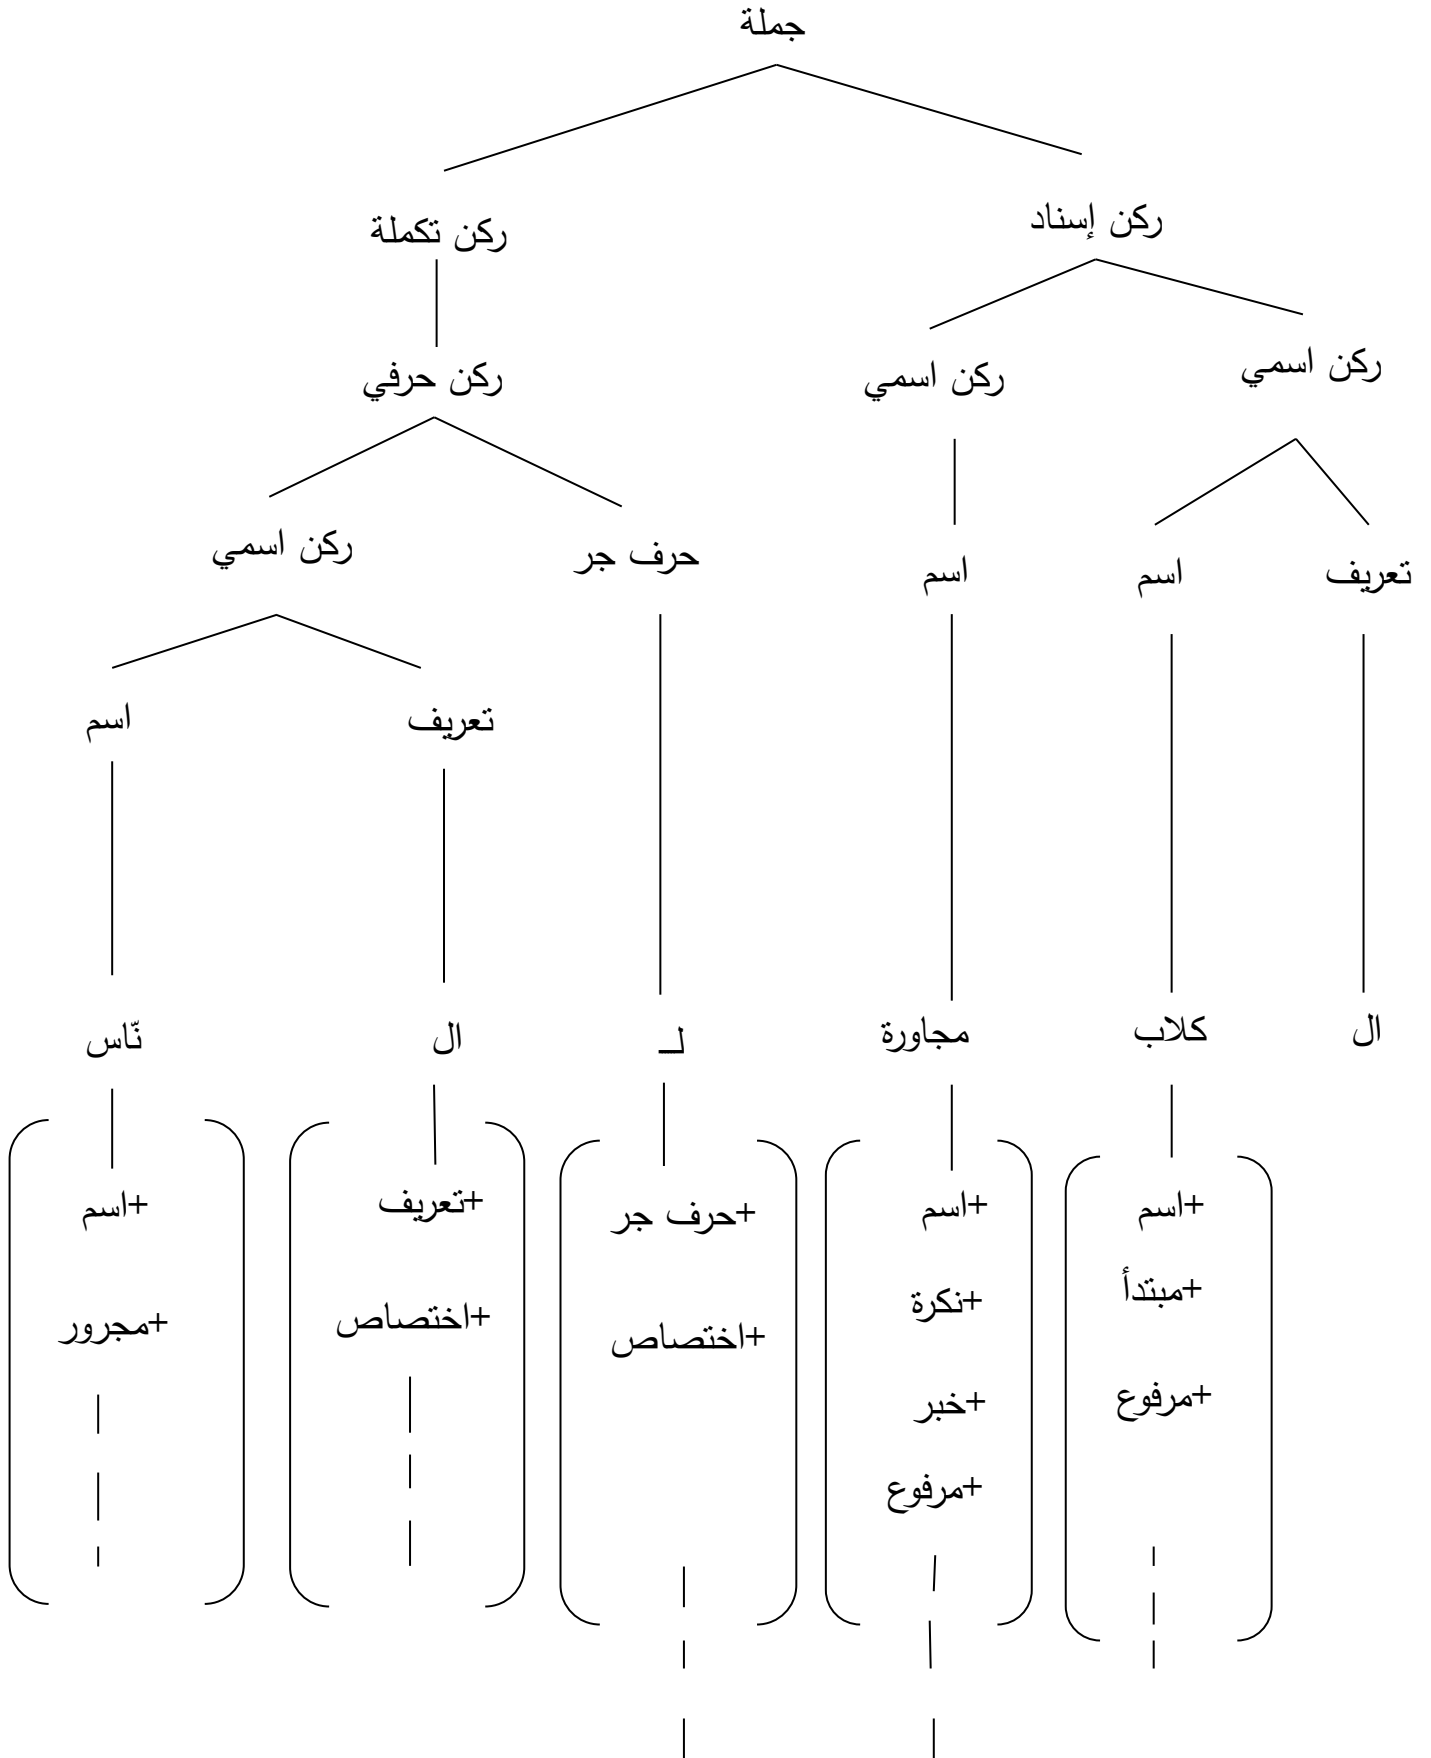 جملة
ركن إسناد
ركن تكملة
ركن اسمي
ركن اسمي
ركن حرفي
تعريف
اسم
اسم
حرف جر
ركن اسمي
تعريف
اسم
ال
كلاب
مجاورة
لـ
ال
نّاس
+اسم
+مبتدأ
+مرفوع
+اسم
+نكرة
+خبر
+مرفوع
+حرف جر
+اختصاص
+تعريف
+اختصاص
+اسم
+مجرور